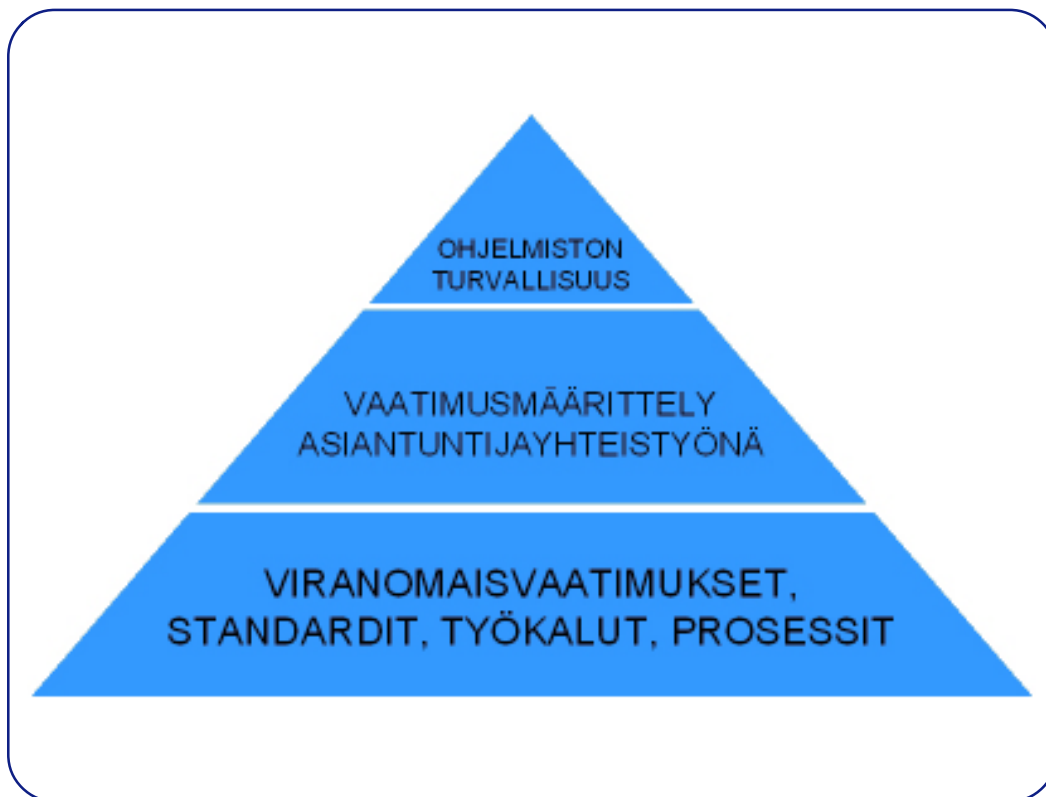 OHJELMISTON
TURVALLISUUS
VAATIMUSMÄÄRITTELY
ASIANTUNTIJAYHTEISTYÖNÄ
VIRANOMAISVAATIMUKSET,
STANDARDIT, TYÖKALUT, PROSESSIT